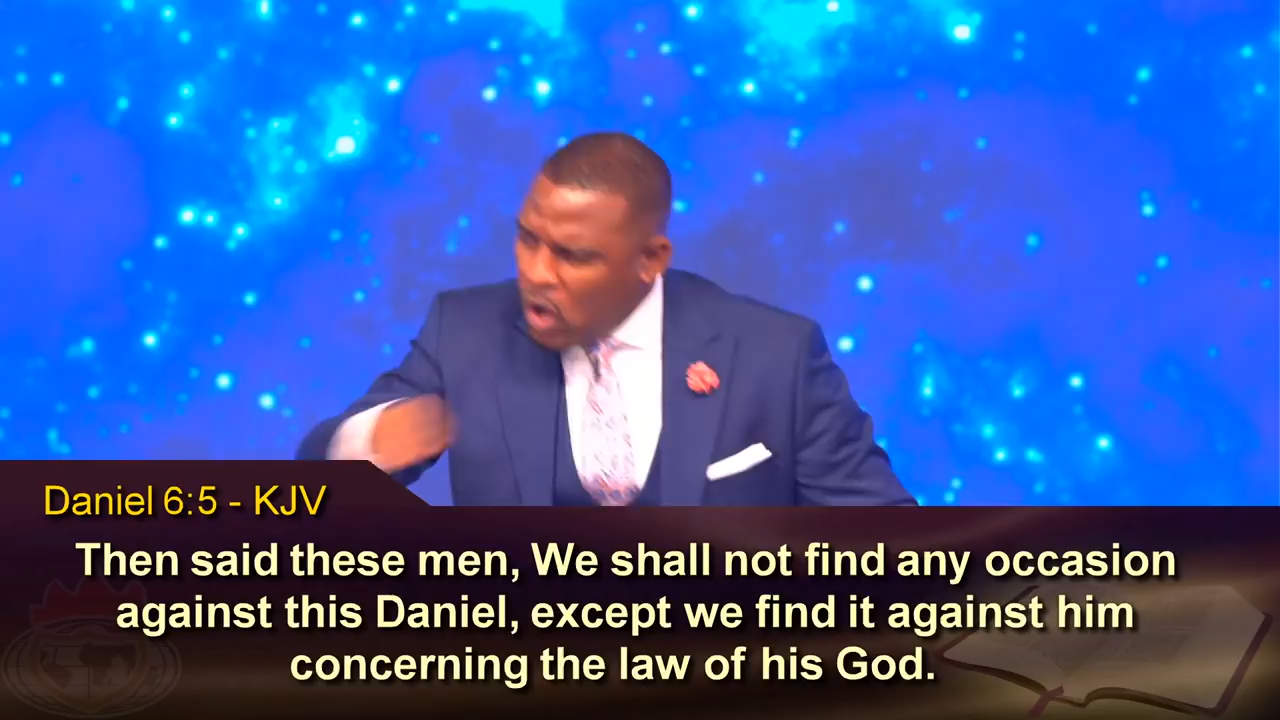 Daniel 6:5 - KJV
Then said these men, We shall not find any occasion
against this Daniel, except we find it against him
concerning the law of his God.